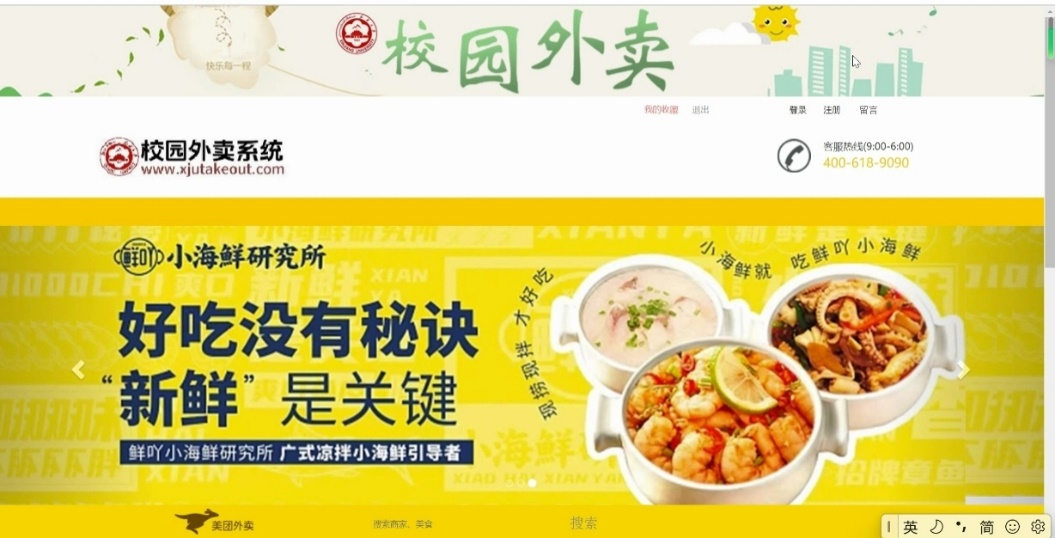 快乐每一程
校园外卖
我的收藏 退出 登录 注册 留言
校园外卖系统
www.xjutakeout.com
客服热线(9:00-6:00)
400-618-9090
鲜吖 小海鲜研究所
好吃没有秘诀
“新鲜”是关键
鲜吖小海鲜研究所 广式凉拌小海鲜引导者
现捞现拌 才好吃
小海鲜就 吃鲜吖小海鲜
招牌章鱼
美团外卖 搜索商家、美食 搜索
英 简